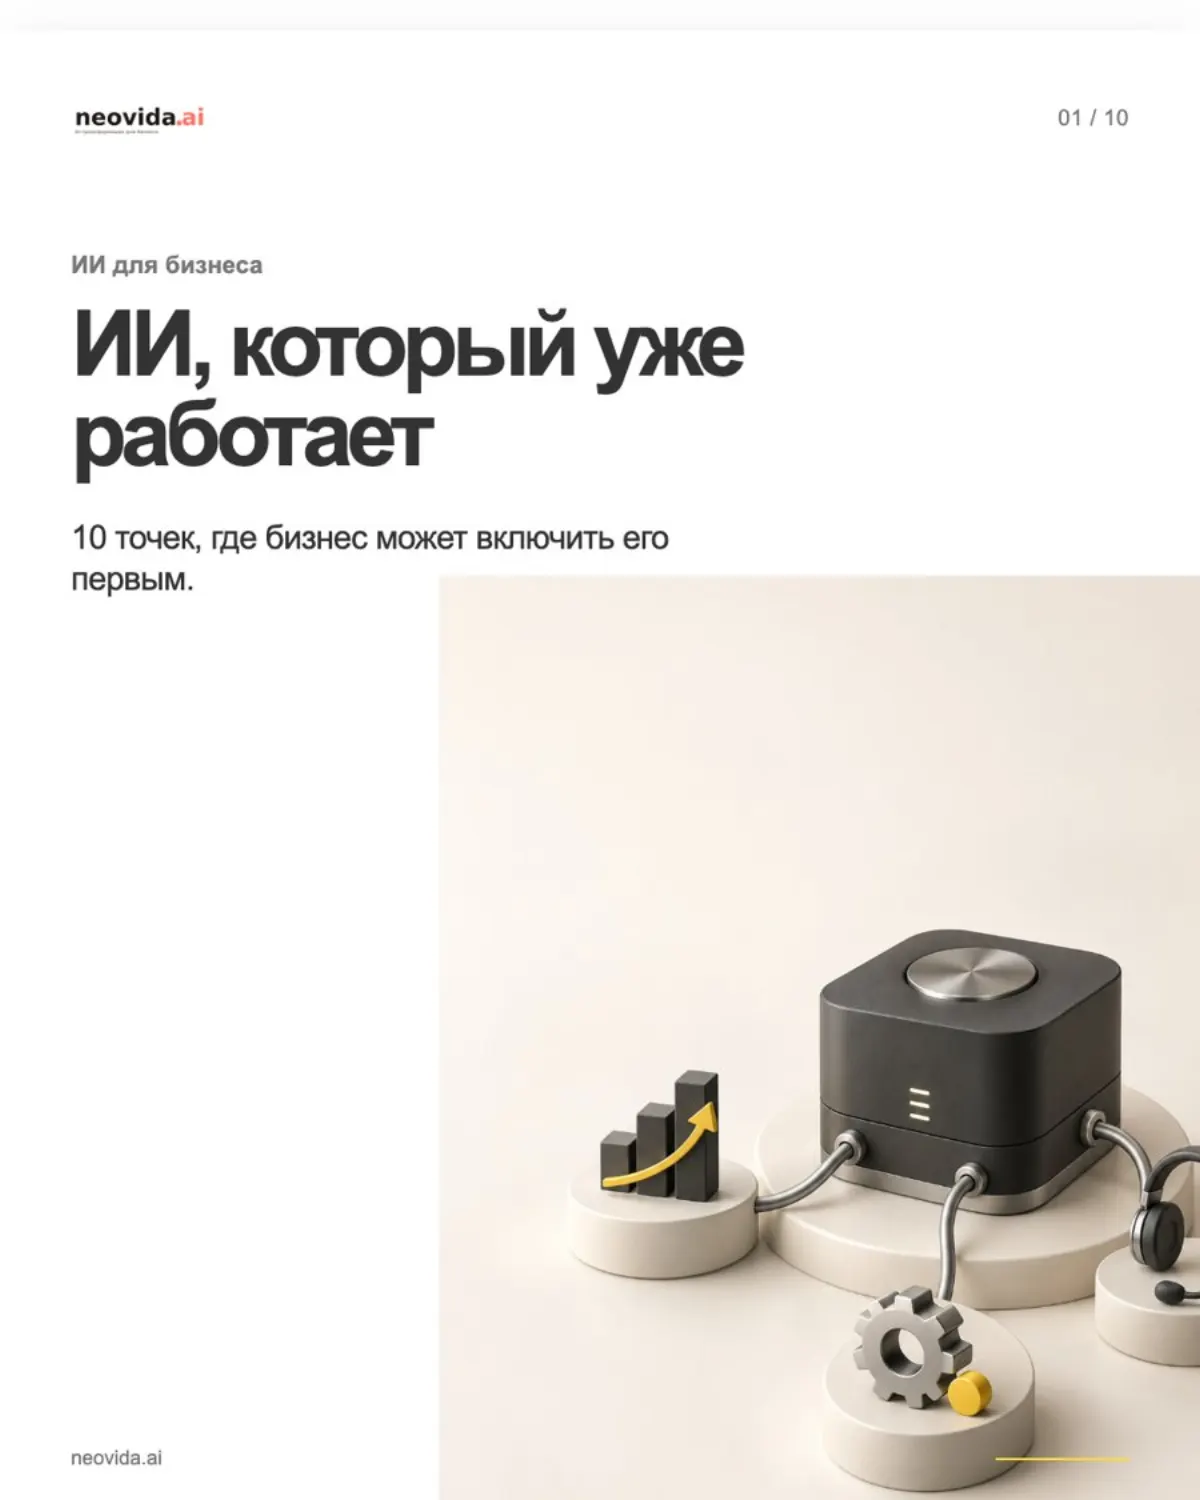 neovida.ai
01 / 10
ИИ для бизнеса
ИИ, который уже
работает
10 точек, где бизнес может включить его
первым.
neovida.ai